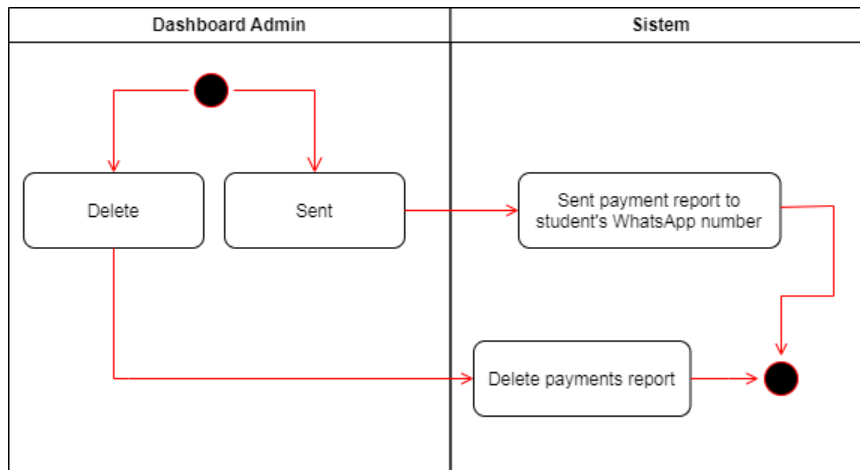 Dashboard Admin
Sistem
Delete
Sent
Sent payment report to
student's WhatsApp number
Delete payments report